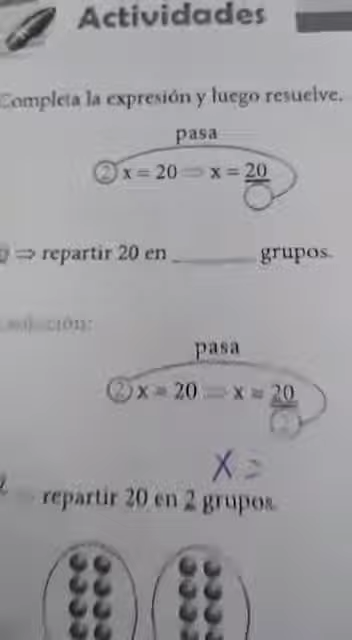 Actividades
Completa la expresión y luego resuelve.
pasa
2 x = 20 ⇒ x = 20
⇒ repartir 20 en ______ grupos.
pasa
2 x = 20 ⇒ x = 20
2
X =
repartir 20 en 2 grupos